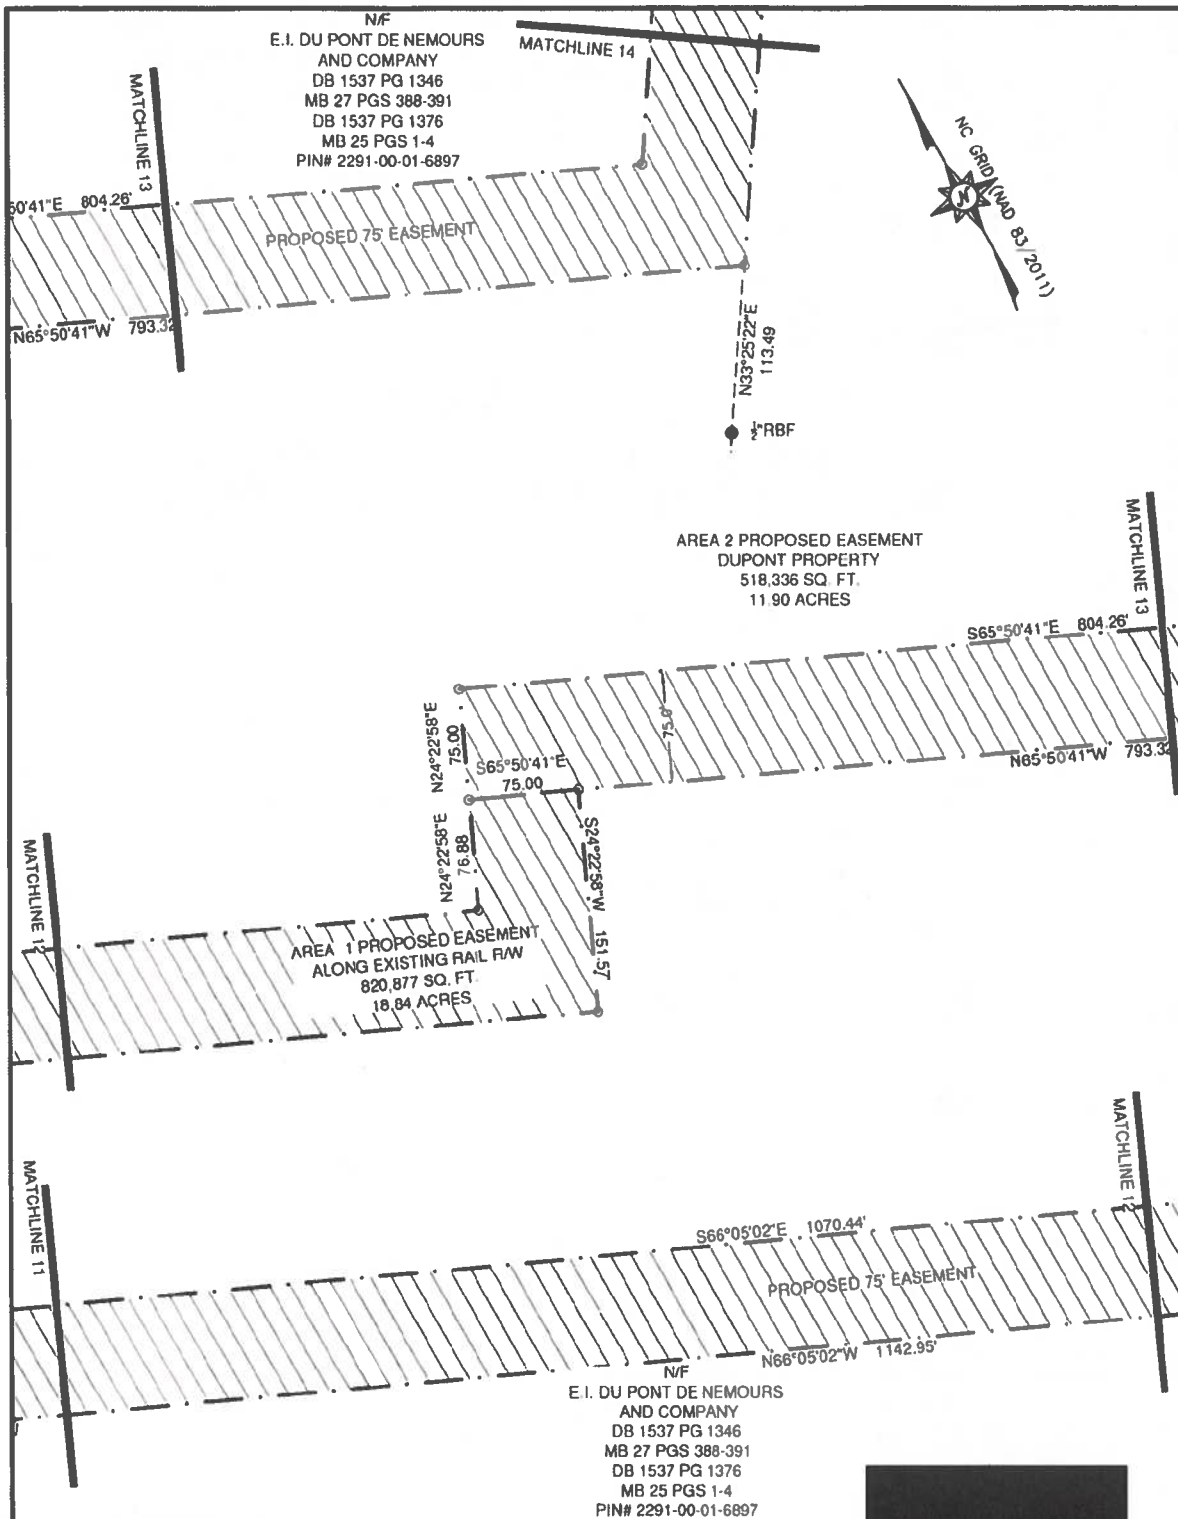 N/F
E.I. DU PONT DE NEMOURS
AND COMPANY
DB 1537 PG 1346
MB 27 PGS 388-391
DB 1537 PG 1376
MB 25 PGS 1-4
PIN# 2291-00-01-6897
MATCHLINE 14
MATCHLINE 13
NC GRID (NAD 83/2011)
N
50'41"E 804.26'
PROPOSED 75' EASEMENT
N65°50'41"W 793.32
N33°25'22"E
113.49
½"RBF
AREA 2 PROPOSED EASEMENT
DUPONT PROPERTY
518,336 SQ. FT.
11.90 ACRES
MATCHLINE 13
S65°50'41"E 804.26'
N24°22'58"E
75.00
S65°50'41"E
75.00
75.0'
N65°50'41"W 793.32
N24°22'58"E
76.88
S24°22'58"W 151.57
MATCHLINE 12
AREA 1 PROPOSED EASEMENT
ALONG EXISTING RAIL R/W
820,877 SQ. FT.
18.84 ACRES
MATCHLINE 11
MATCHLINE 12
S66°05'02"E 1070.44'
PROPOSED 75' EASEMENT
N66°05'02"W 1142.95'
N/F
E.I. DU PONT DE NEMOURS
AND COMPANY
DB 1537 PG 1346
MB 27 PGS 388-391
DB 1537 PG 1376
MB 25 PGS 1-4
PIN# 2291-00-01-6897